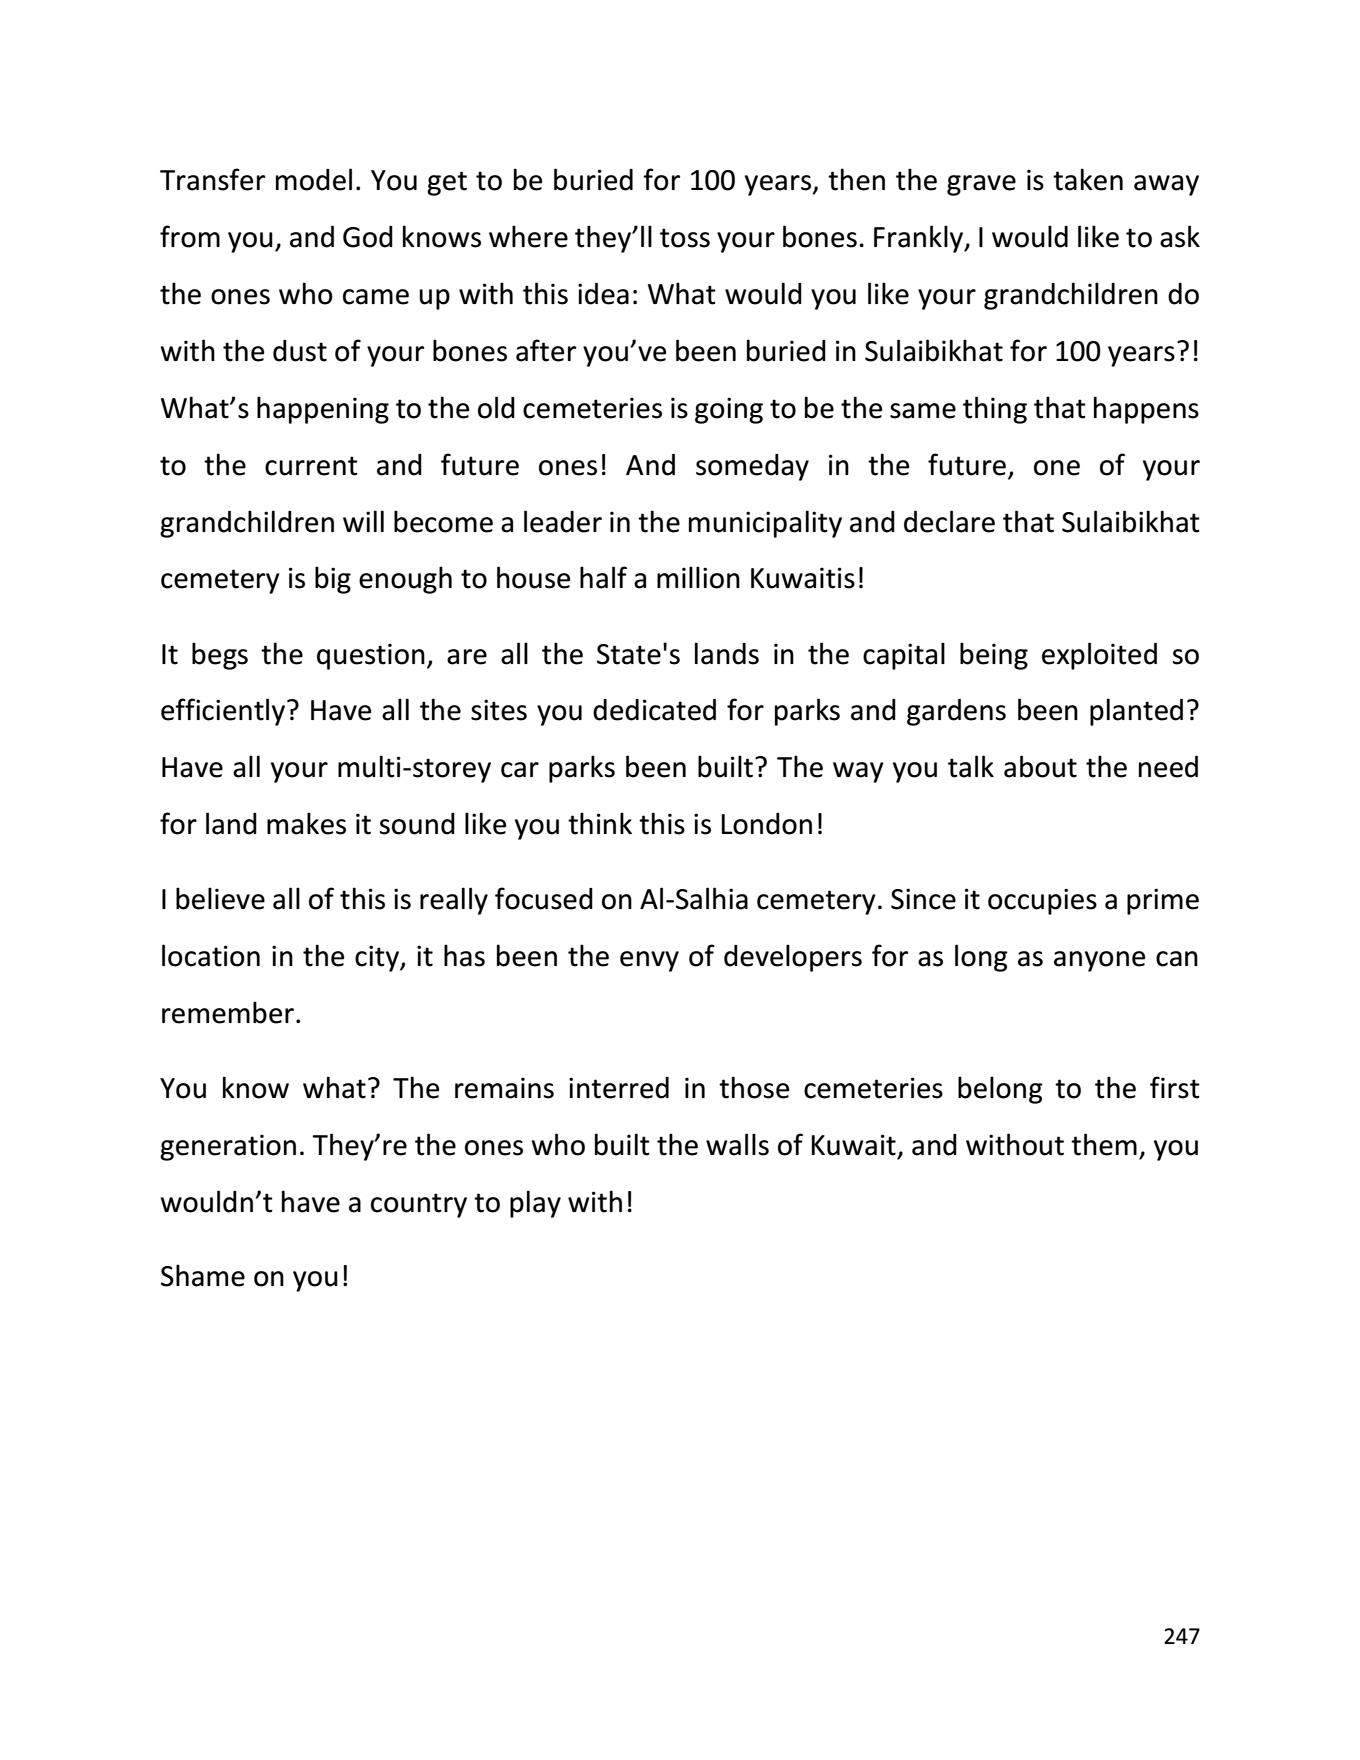 Transfer model. You get to be buried for 100 years, then the grave is taken away
from you, and God knows where they’ll toss your bones. Frankly, I would like to ask
the ones who came up with this idea: What would you like your grandchildren do
with the dust of your bones after you’ve been buried in Sulaibikhat for 100 years?!
What’s happening to the old cemeteries is going to be the same thing that happens
to the current and future ones! And someday in the future, one of your
grandchildren will become a leader in the municipality and declare that Sulaibikhat
cemetery is big enough to house half a million Kuwaitis!
It begs the question, are all the State's lands in the capital being exploited so
efficiently? Have all the sites you dedicated for parks and gardens been planted?
Have all your multi-storey car parks been built? The way you talk about the need
for land makes it sound like you think this is London!
I believe all of this is really focused on Al-Salhia cemetery. Since it occupies a prime
location in the city, it has been the envy of developers for as long as anyone can
remember.
You know what? The remains interred in those cemeteries belong to the first
generation. They’re the ones who built the walls of Kuwait, and without them, you
wouldn’t have a country to play with!
Shame on you!
247